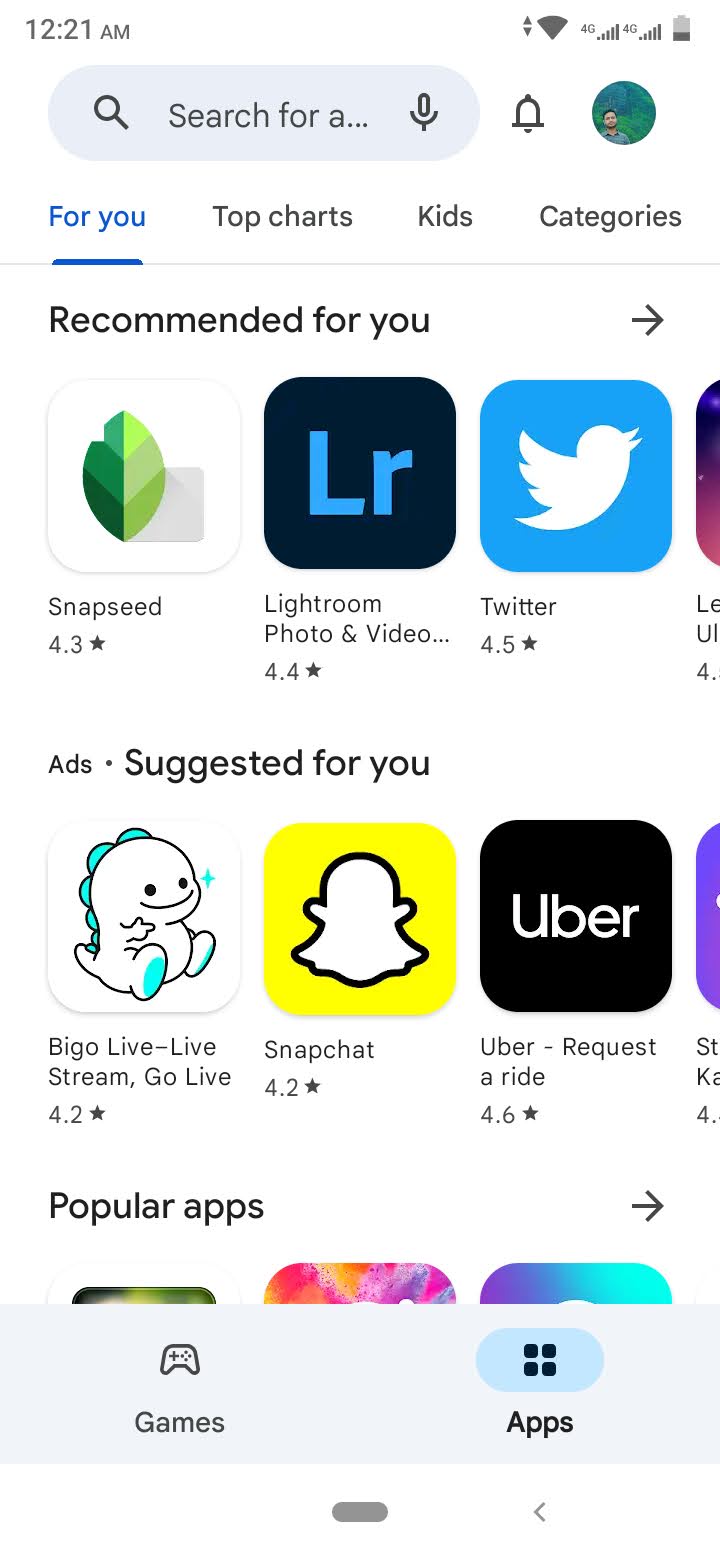 12:21 AM
4G 4G
Search for a...
For you Top charts Kids Categories
Recommended for you
Lr
Snapseed
4.3 ★
Lightroom
Photo & Video...
4.4 ★
Twitter
4.5 ★
Le
Ul
4.
Ads • Suggested for you
Uber
Bigo Live–Live
Stream, Go Live
4.2 ★
Snapchat
4.2 ★
Uber - Request
a ride
4.6 ★
St
Ka
4.
Popular apps
Games Apps